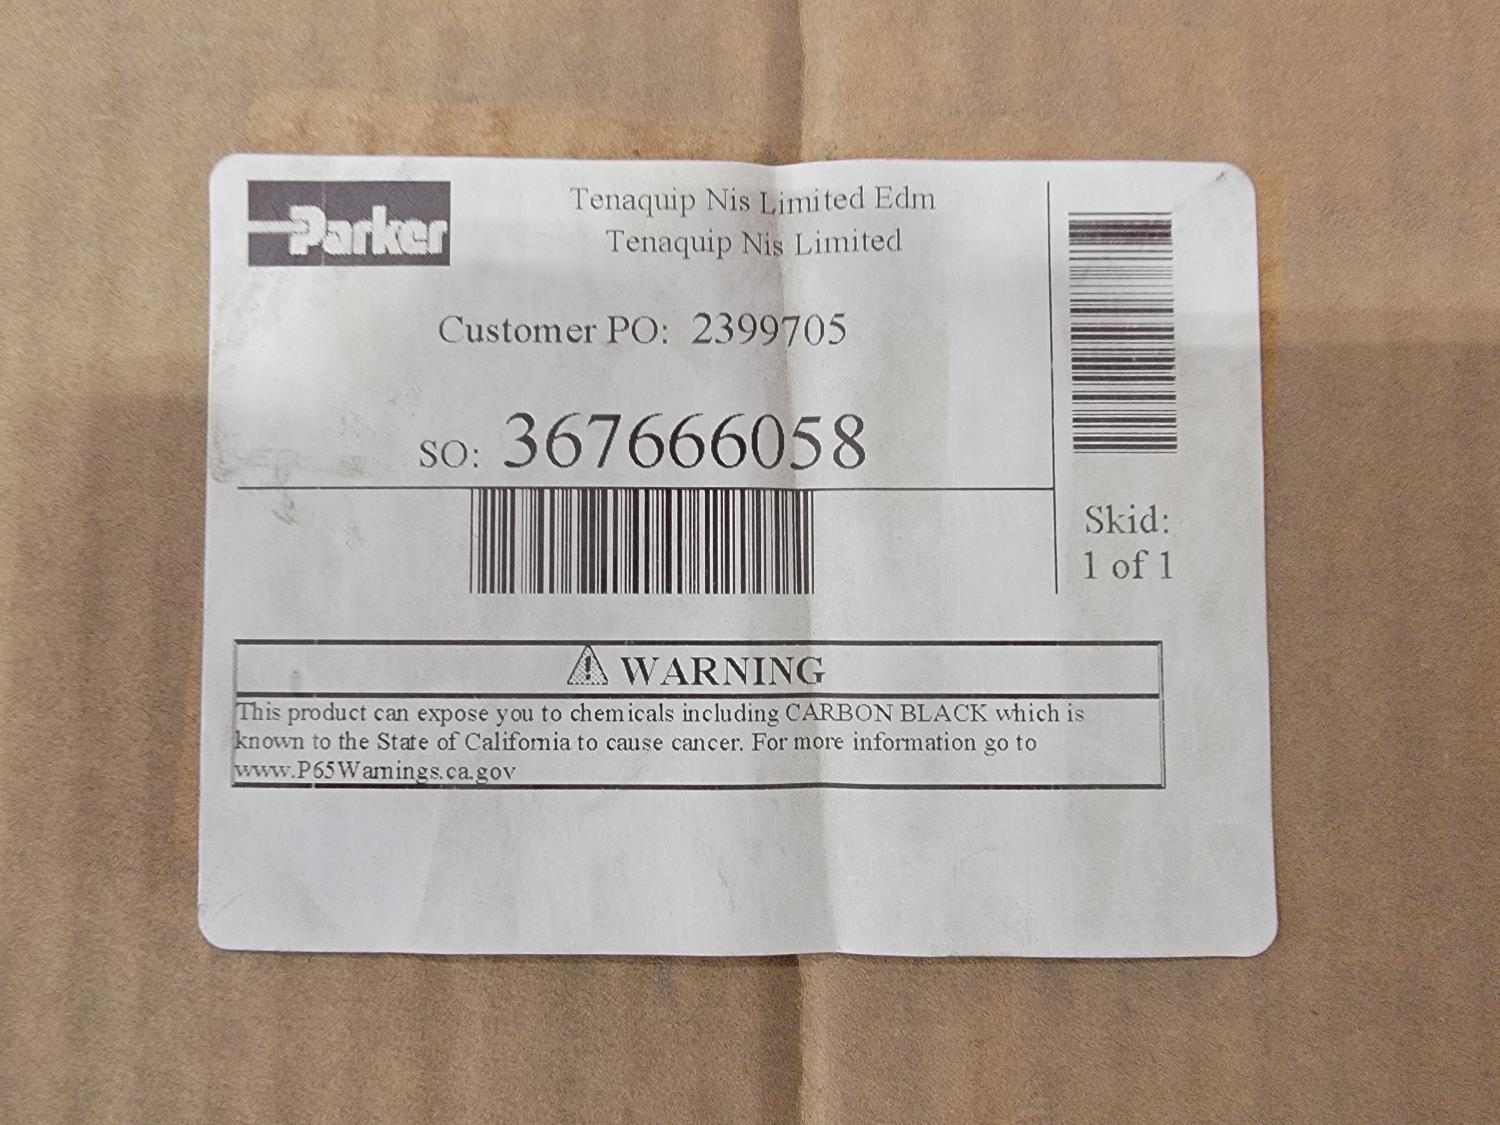 Parker
Tenaquip Nis Limited Edm
Tenaquip Nis Limited
Customer PO: 2399705
SO: 367666058
Skid:
1 of 1
WARNING
This product can expose you to chemicals including CARBON BLACK which is
known to the State of California to cause cancer. For more information go to
www.P65Warnings.ca.gov